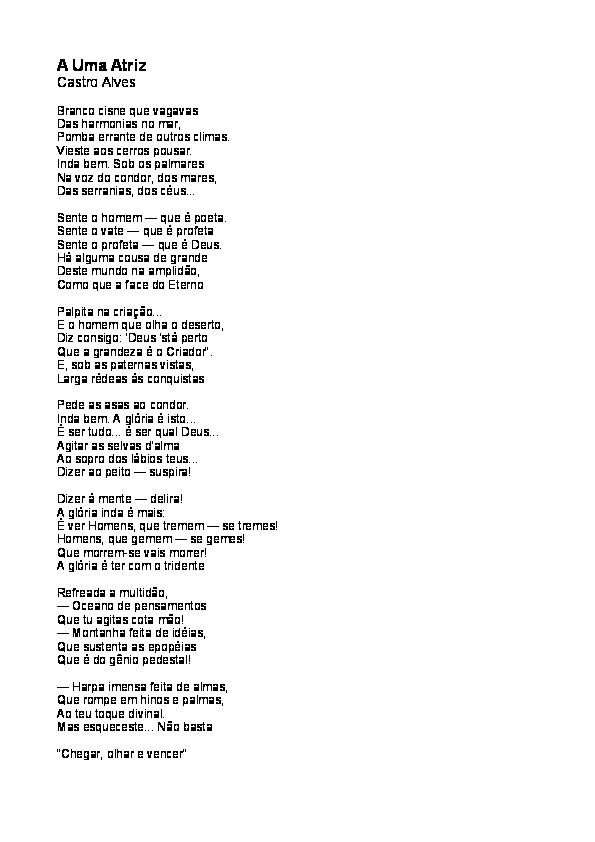 A Uma Atriz
Castro Alves
Branco cisne que vagavas
Das harmonias no mar,
Pomba errante de outros climas.
Vieste aos cerros pousar.
Inda bem. Sob os palmares
Na voz do condor, dos mares,
Das serranias, dos céus...
Sente o homem — que é poeta.
Sente o vate — que é profeta
Sente o profeta — que é Deus.
Há alguma cousa de grande
Deste mundo na amplidão,
Como que a face do Eterno
Palpita na criação...
E o homem que olha o deserto,
Diz consigo: 'Deus 'stá perto
Que a grandeza é o Criador".
E, sob as paternas vistas,
Larga rédeas às conquistas
Pede as asas ao condor.
Inda bem. A glória é isto...
É ser tudo... é ser qual Deus...
Agitar as selvas d'alma
Ao sopro dos lábios teus...
Dizer ao peito — suspira!
Dizer à mente — delira!
A glória inda é mais:
É ver Homens, que tremem — se tremes!
Homens, que gemem — se gemes!
Que morrem-se vais morrer!
A glória é ter com o tridente
Refreada a multidão,
— Oceano de pensamentos
Que tu agitas cota mão!
— Montanha feita de idéias,
Que sustenta as epopéias
Que é do gênio pedestal!
— Harpa imensa feita de almas,
Que rompe em hinos e palmas,
Ao teu toque divinal.
Mas esqueceste... Não basta
"Chegar, olhar e vencer"